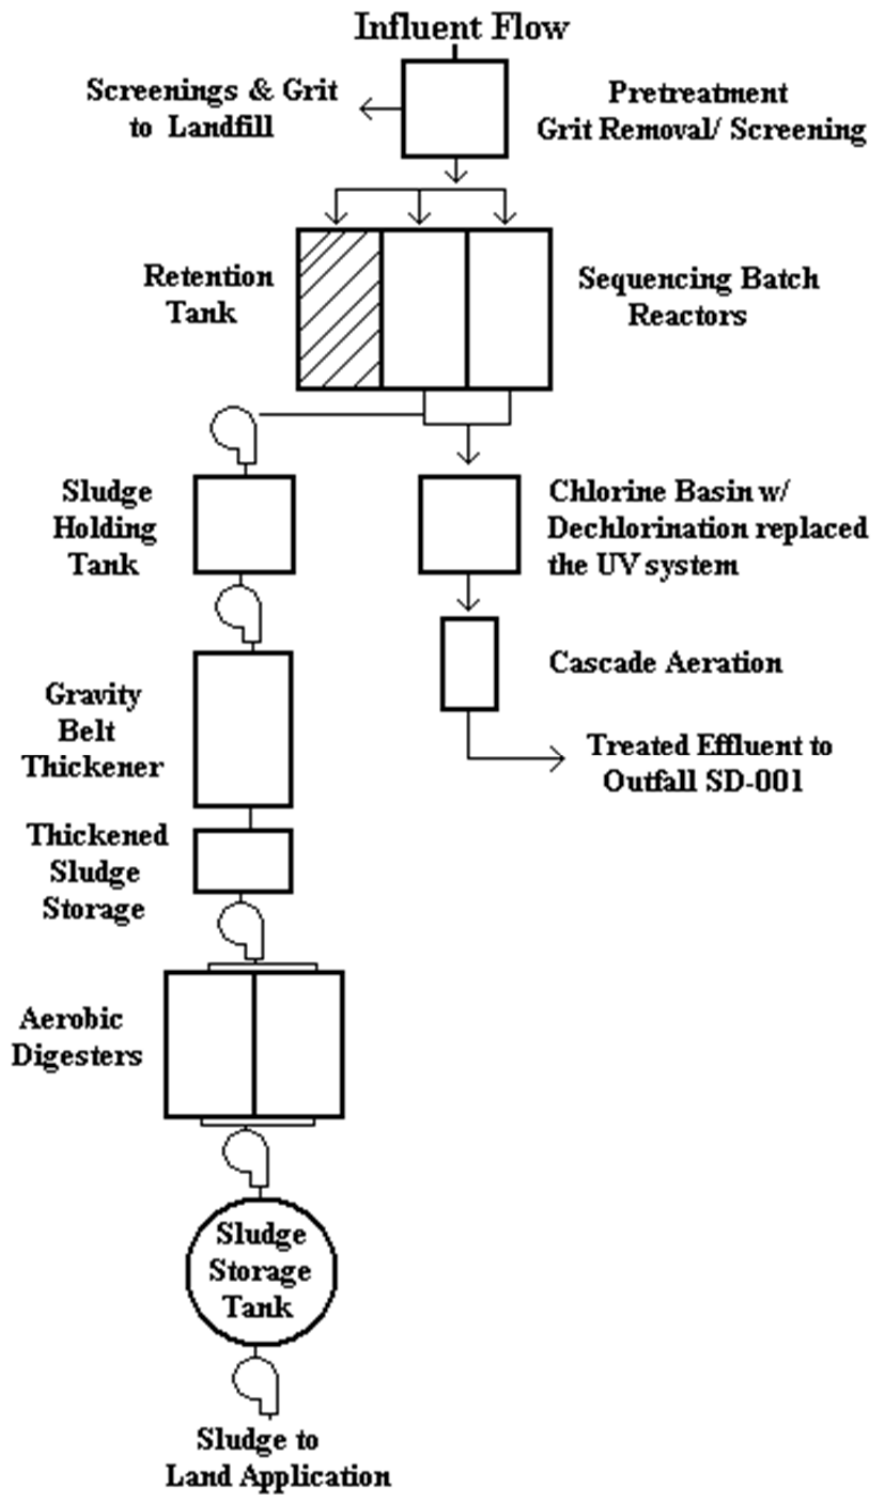 Influent Flow
Screenings & Grit
to Landfill
Pretreatment
Grit Removal/ Screening
Retention
Tank
Sequencing Batch
Reactors
Sludge
Holding
Tank
Chlorine Basin w/
Dechlorination replaced
the UV system
Cascade Aeration
Gravity
Belt
Thickener
Treated Effluent to
Outfall SD-001
Thickened
Sludge
Storage
Aerobic
Digesters
Sludge
Storage
Tank
Sludge to
Land Application